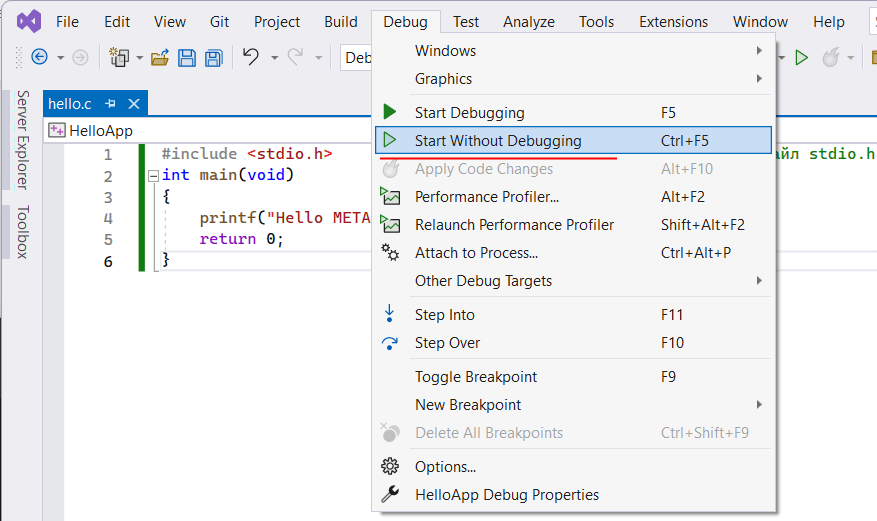 File Edit View Git Project Build Debug Test Analyze Tools Extensions Window Help
Server Explorer
Toolbox
hello.c
HelloApp
1 #include <stdio.h>
2 int main(void)
3 {
4 printf("Hello META
5 return 0;
6 }
stdio.h
Windows
Graphics
Start Debugging F5
Start Without Debugging Ctrl+F5
Apply Code Changes Alt+F10
Performance Profiler... Alt+F2
Relaunch Performance Profiler Shift+Alt+F2
Attach to Process... Ctrl+Alt+P
Other Debug Targets
Step Into F11
Step Over F10
Toggle Breakpoint F9
New Breakpoint
Delete All Breakpoints Ctrl+Shift+F9
Options...
HelloApp Debug Properties